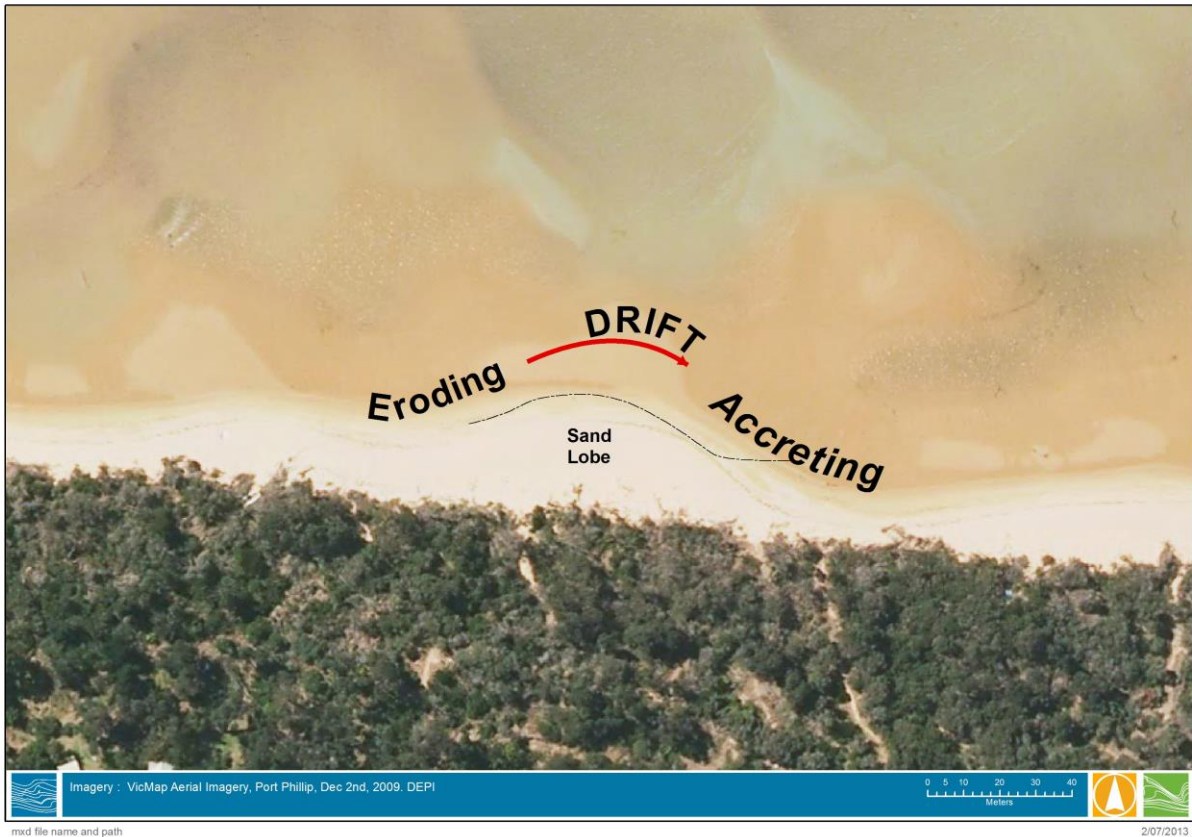 DRIFT
Eroding
Accreting
Sand
Lobe
Imagery : VicMap Aerial Imagery, Port Phillip, Dec 2nd, 2009. DEPI
0 5 10 20 30 40
Meters
mxd file name and path
2/07/2013